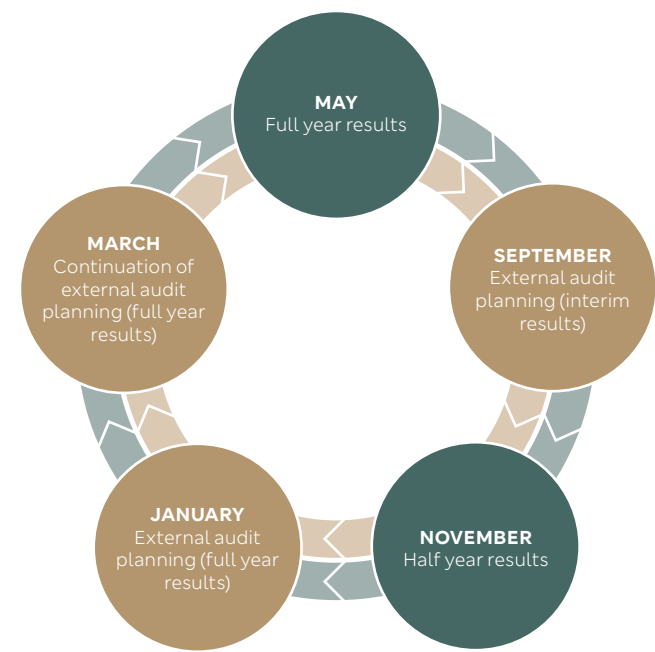 MAY
Full year results
SEPTEMBER
External audit
planning (interim
results)
NOVEMBER
Half year results
JANUARY
External audit
planning (full year
results)
MARCH
Continuation of
external audit
planning (full year
results)